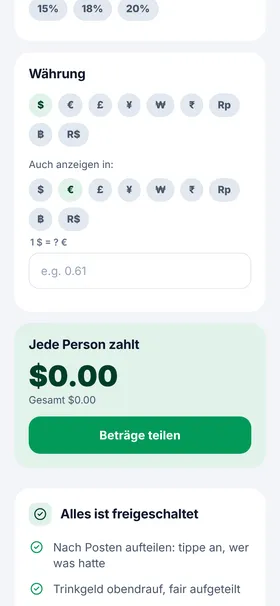 15% 18% 20%
Währung
$ € £ ¥ ₩ ₹ Rp
฿ R$
Auch anzeigen in:
$ € £ ¥ ₩ ₹ Rp
฿ R$
1 $ = ? €
e.g. 0.61
Jede Person zahlt
$0.00
Gesamt $0.00
Beträge teilen
Alles ist freigeschaltet
Nach Posten aufteilen: tippe an, wer
was hatte
Trinkgeld obendrauf, fair aufgeteilt